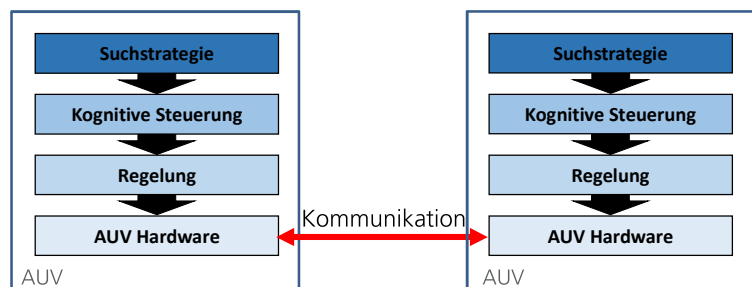 Suchstrategie
Kognitive Steuerung
Regelung
AUV Hardware
AUV
Kommunikation
Suchstrategie
Kognitive Steuerung
Regelung
AUV Hardware
AUV